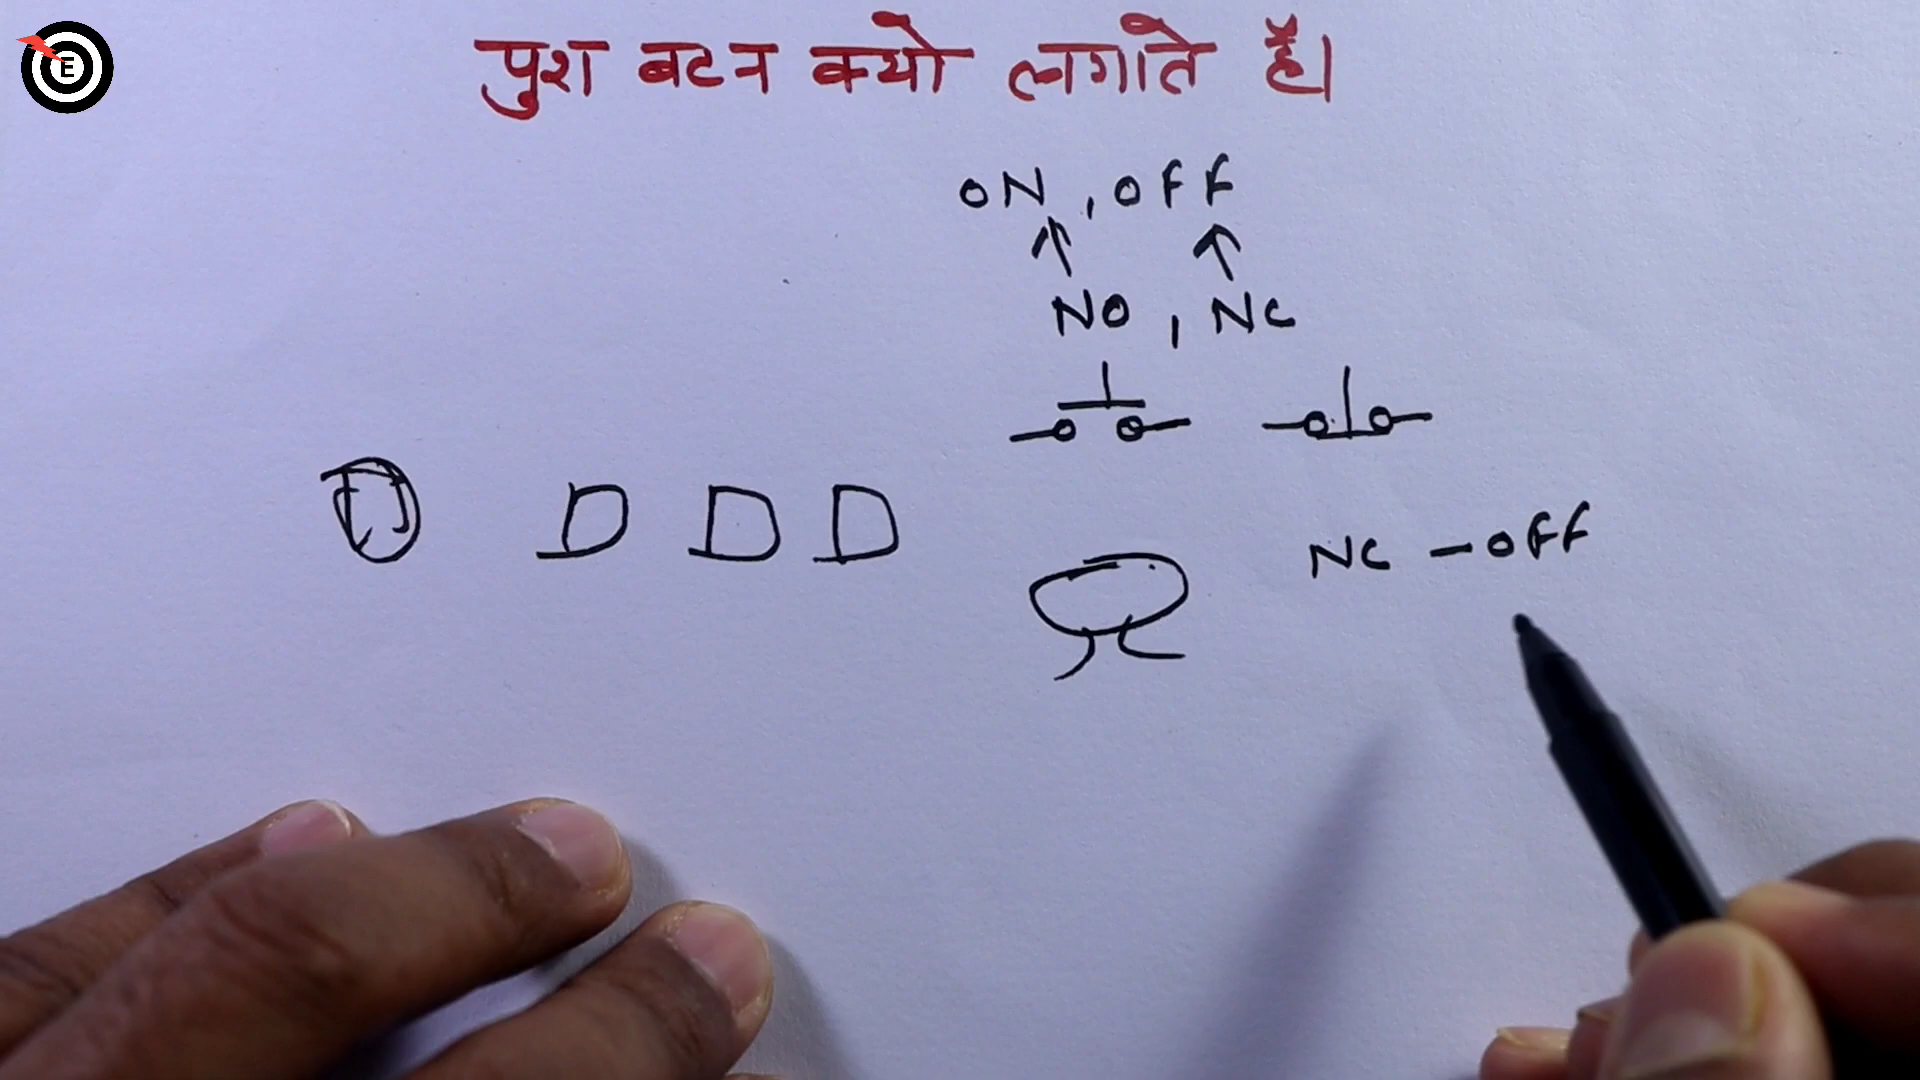 पुश बटन क्यो लगाते है।
ON, OFF
NO, NC
NC - OFF
E